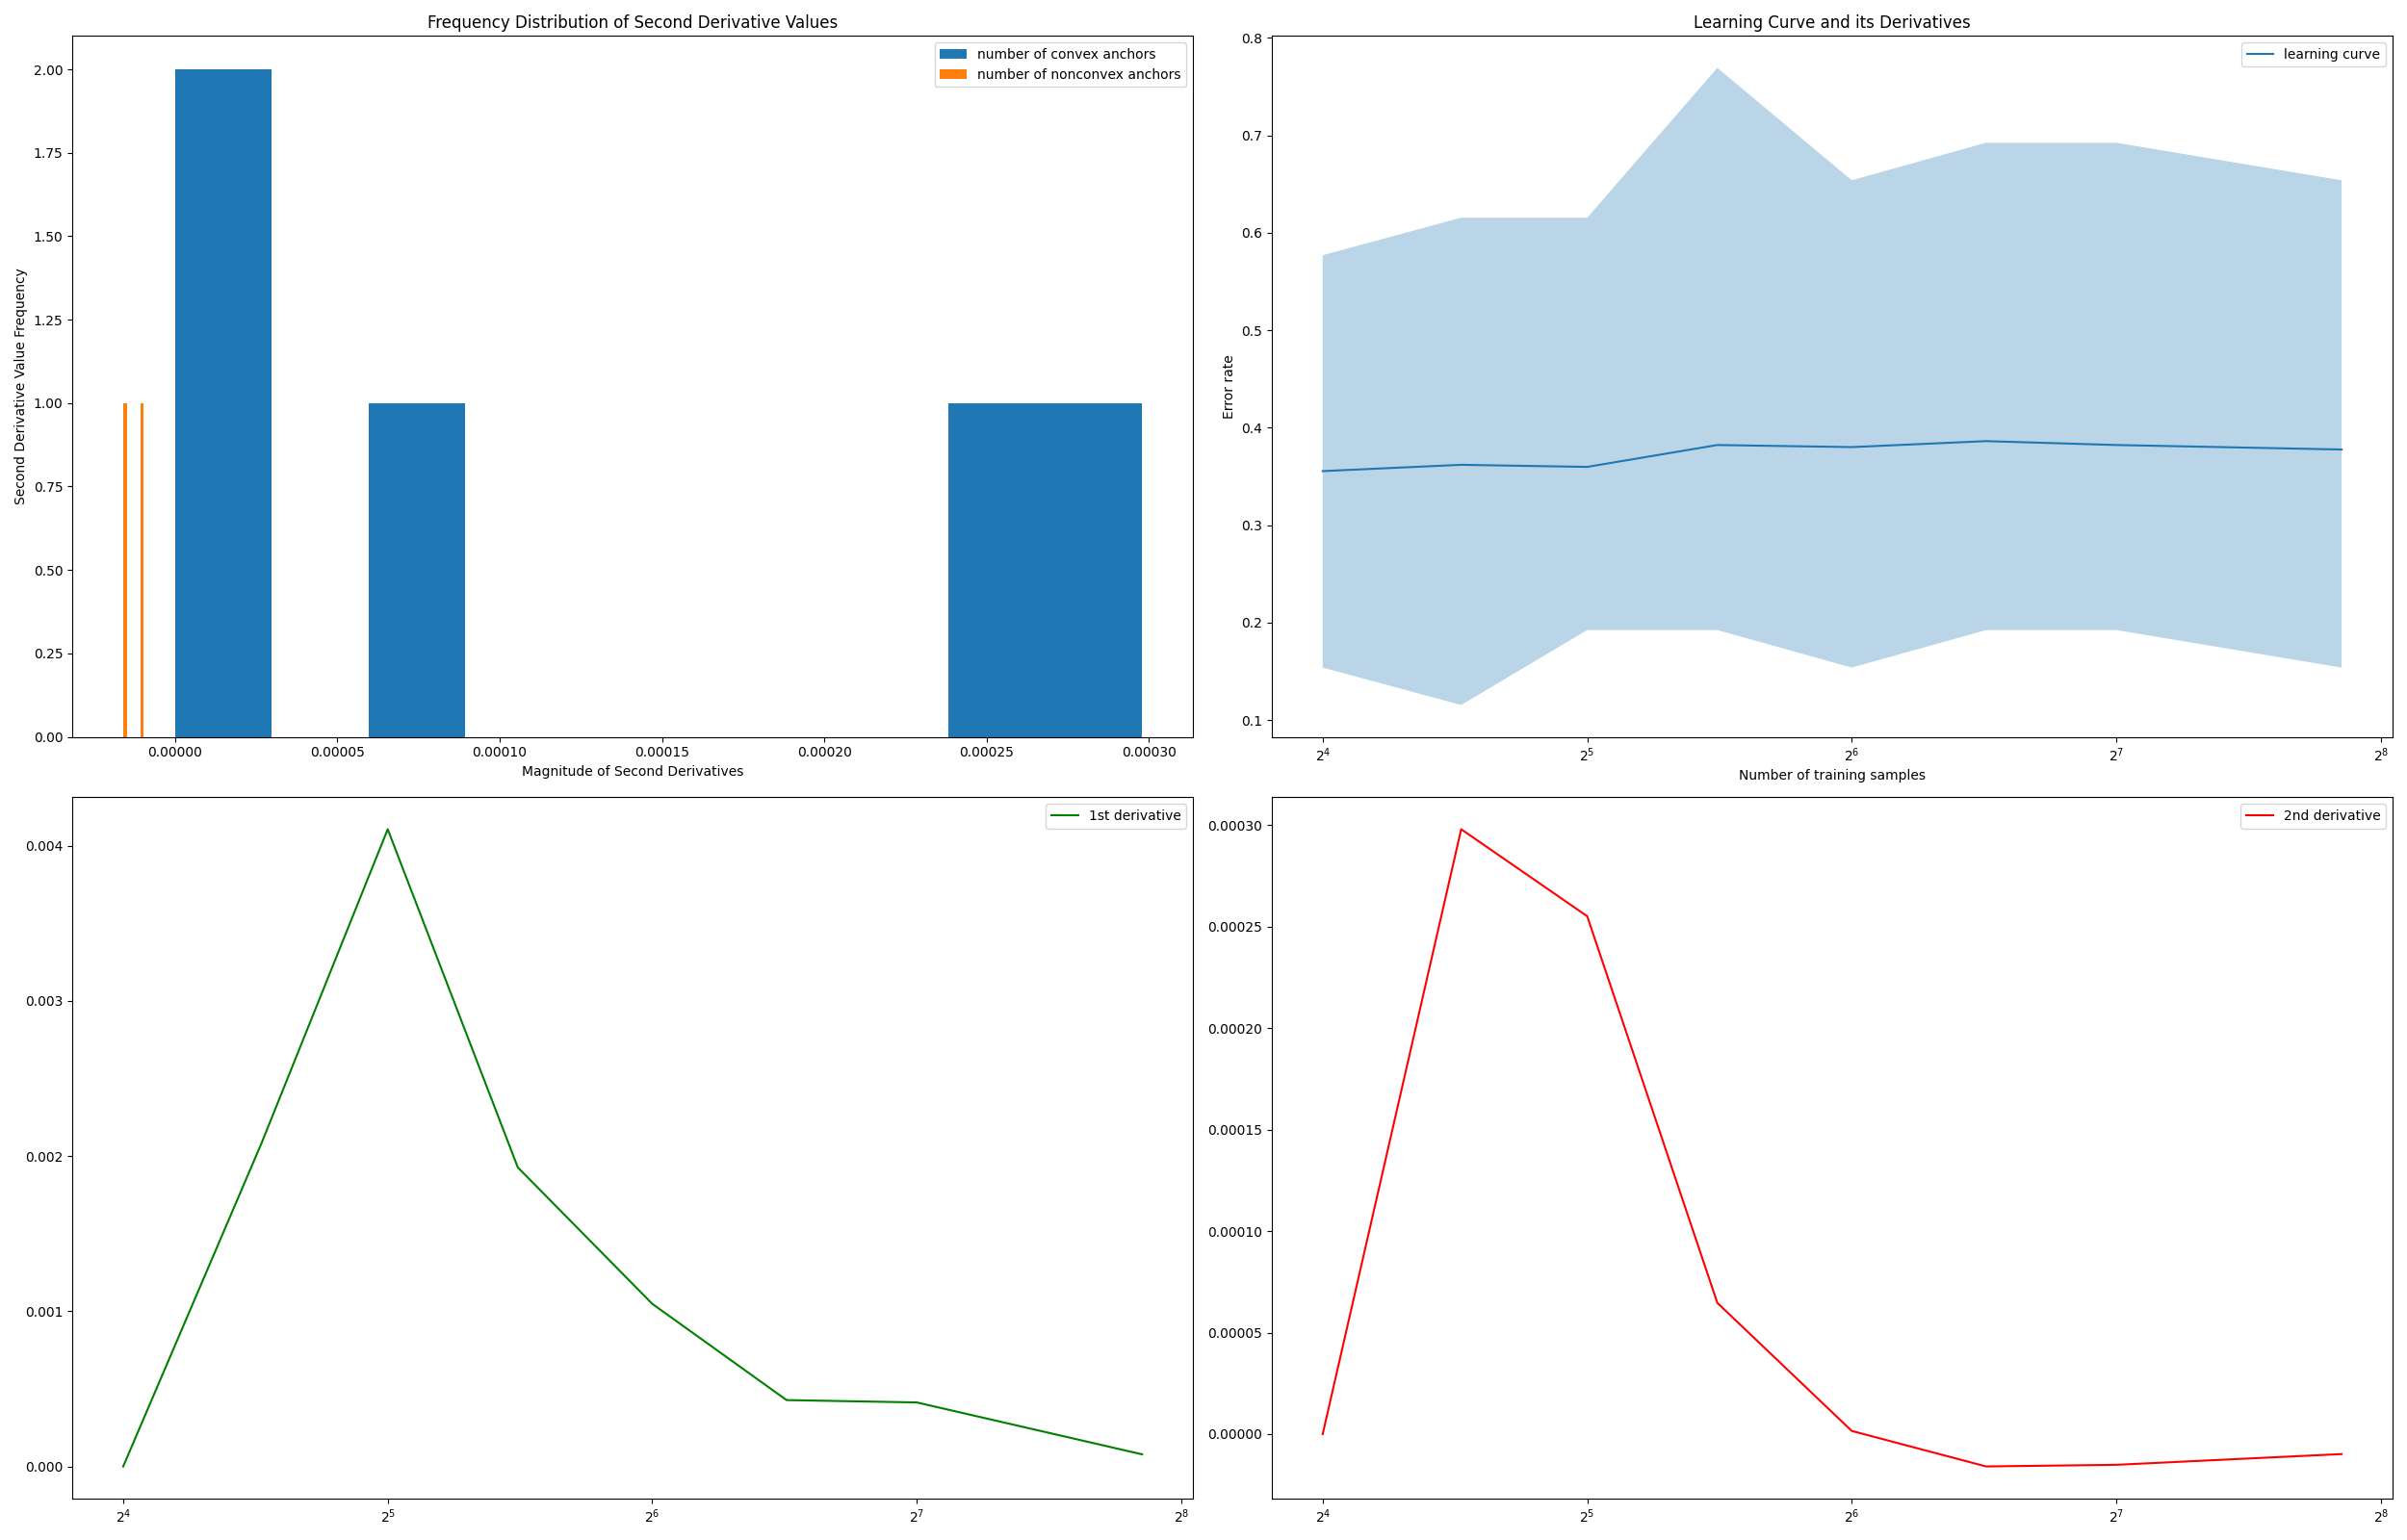 Frequency Distribution of Second Derivative Values
number of convex anchors
number of nonconvex anchors
2.00
1.75
1.50
1.25
1.00
0.75
0.50
0.25
0.00
Second Derivative Value Frequency
0.00000 0.00005 0.00010 0.00015 0.00020 0.00025 0.00030
Magnitude of Second Derivatives
Learning Curve and its Derivatives
learning curve
0.8
0.7
0.6
0.5
0.4
0.3
0.2
0.1
Error rate
2⁴ 2⁵ 2⁶ 2⁷ 2⁸
Number of training samples
1st derivative
0.004
0.003
0.002
0.001
0.000
2⁴ 2⁵ 2⁶ 2⁷ 2⁸
2nd derivative
0.00030
0.00025
0.00020
0.00015
0.00010
0.00005
0.00000
2⁴ 2⁵ 2⁶ 2⁷ 2⁸